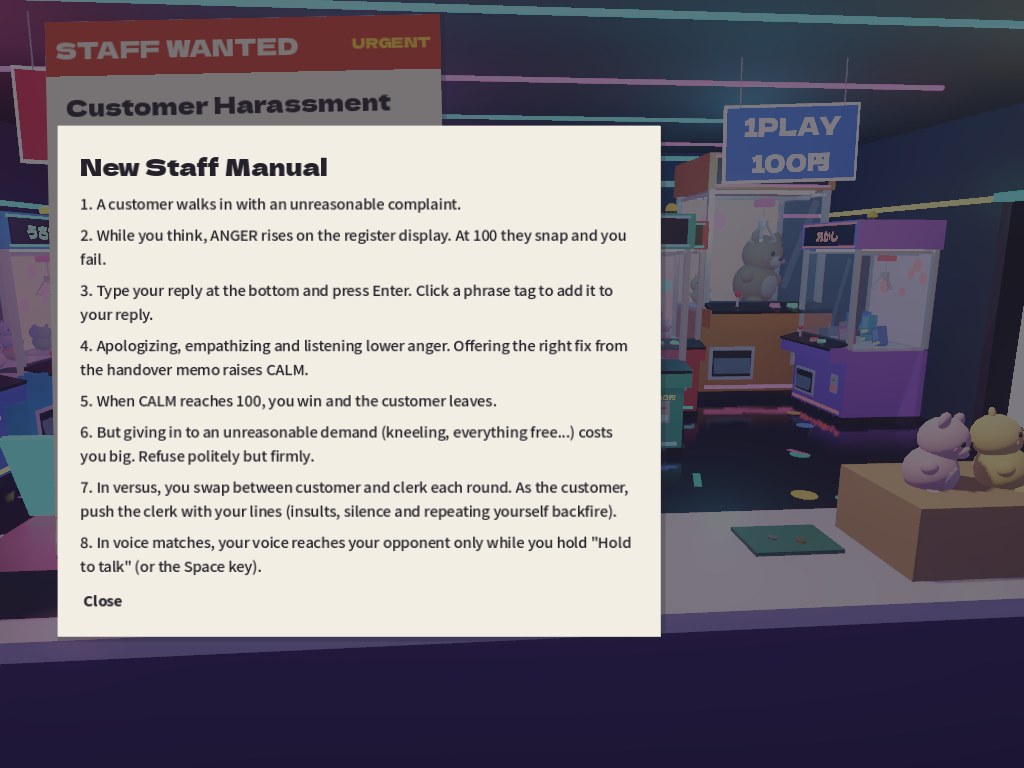 STAFF WANTED
URGENT
Customer Harassment
1PLAY
100円
New Staff Manual
1. A customer walks in with an unreasonable complaint.
2. While you think, ANGER rises on the register display. At 100 they snap and you
fail.
3. Type your reply at the bottom and press Enter. Click a phrase tag to add it to
your reply.
4. Apologizing, empathizing and listening lower anger. Offering the right fix from
the handover memo raises CALM.
5. When CALM reaches 100, you win and the customer leaves.
6. But giving in to an unreasonable demand (kneeling, everything free...) costs
you big. Refuse politely but firmly.
7. In versus, you swap between customer and clerk each round. As the customer,
push the clerk with your lines (insults, silence and repeating yourself backfire).
8. In voice matches, your voice reaches your opponent only while you hold "Hold
to talk" (or the Space key).
Close
おかし